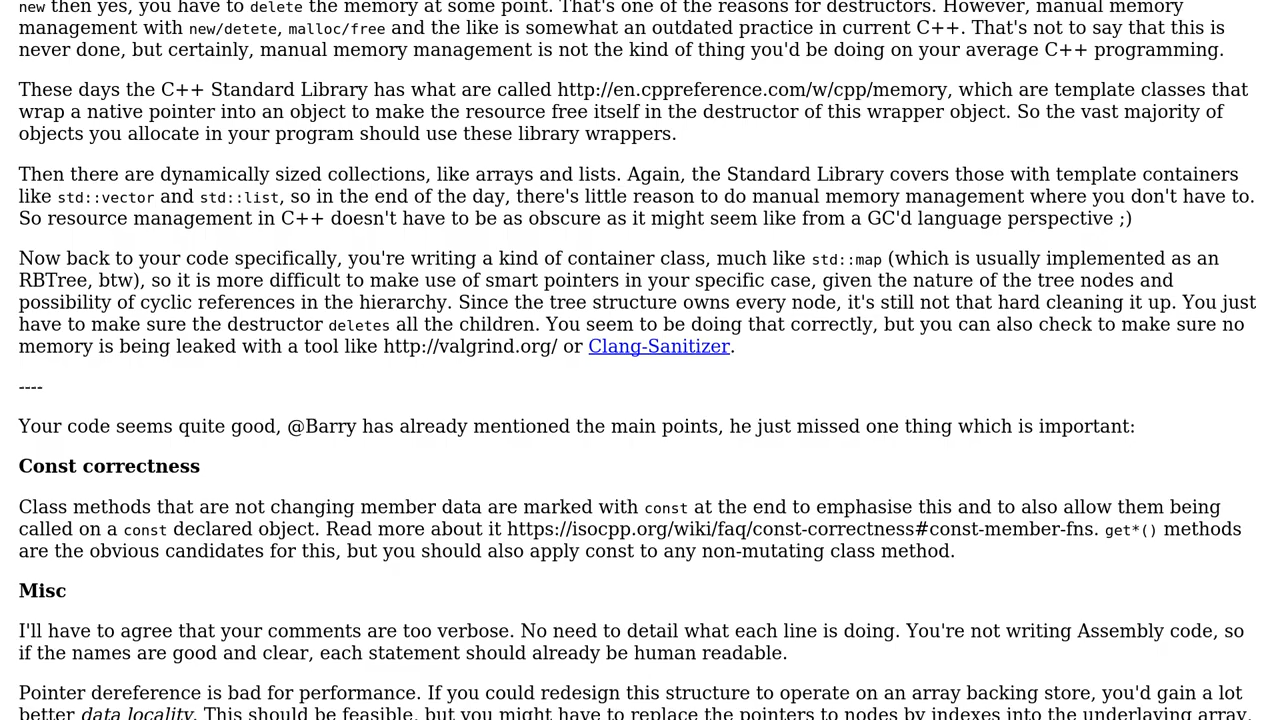 new then yes, you have to delete the memory at some point. That's one of the reasons for destructors. However, manual memory
management with new/detete, malloc/free and the like is somewhat an outdated practice in current C++. That's not to say that this is
never done, but certainly, manual memory management is not the kind of thing you'd be doing on your average C++ programming.
These days the C++ Standard Library has what are called http://en.cppreference.com/w/cpp/memory, which are template classes that
wrap a native pointer into an object to make the resource free itself in the destructor of this wrapper object. So the vast majority of
objects you allocate in your program should use these library wrappers.
Then there are dynamically sized collections, like arrays and lists. Again, the Standard Library covers those with template containers
like std::vector and std::list, so in the end of the day, there's little reason to do manual memory management where you don't have to.
So resource management in C++ doesn't have to be as obscure as it might seem like from a GC'd language perspective ;)
Now back to your code specifically, you're writing a kind of container class, much like std::map (which is usually implemented as an
RBTree, btw), so it is more difficult to make use of smart pointers in your specific case, given the nature of the tree nodes and
possibility of cyclic references in the hierarchy. Since the tree structure owns every node, it's still not that hard cleaning it up. You just
have to make sure the destructor deletes all the children. You seem to be doing that correctly, but you can also check to make sure no
memory is being leaked with a tool like http://valgrind.org/ or Clang-Sanitizer.
----
Your code seems quite good, @Barry has already mentioned the main points, he just missed one thing which is important:
Const correctness
Class methods that are not changing member data are marked with const at the end to emphasise this and to also allow them being
called on a const declared object. Read more about it https://isocpp.org/wiki/faq/const-correctness#const-member-fns. get*() methods
are the obvious candidates for this, but you should also apply const to any non-mutating class method.
Misc
I'll have to agree that your comments are too verbose. No need to detail what each line is doing. You're not writing Assembly code, so
if the names are good and clear, each statement should already be human readable.
Pointer dereference is bad for performance. If you could redesign this structure to operate on an array backing store, you'd gain a lot
better data locality. This should be feasible, but you might have to replace the pointers to nodes by indexes into the underlaying array.